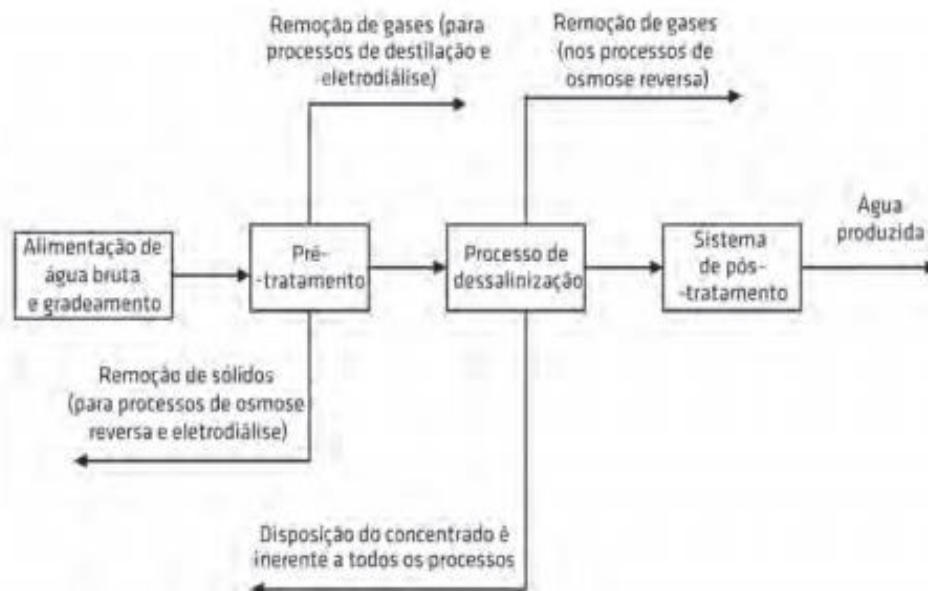 Remoção de gases (para
processos de destilação e
eletrodiálise)
Remoção de gases
(nos processos de
osmose reversa)
Alimentação de
água bruta
e gradeamento
Pré-
-tratamento
Processo de
dessalinização
Sistema
de pós-
-tratamento
Água
produzida
Remoção de sólidos
(para processos de osmose
reversa e eletrodiálise)
Disposição do concentrado é
inerente a todos os processos